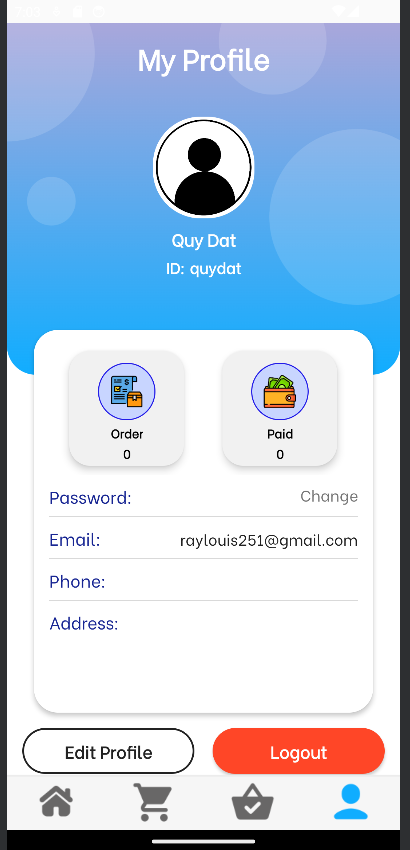 My Profile
Quy Dat
ID: quydat
Order
0
Paid
0
Password: Change
Email: raylouis251@gmail.com
Phone:
Address:
Edit Profile
Logout